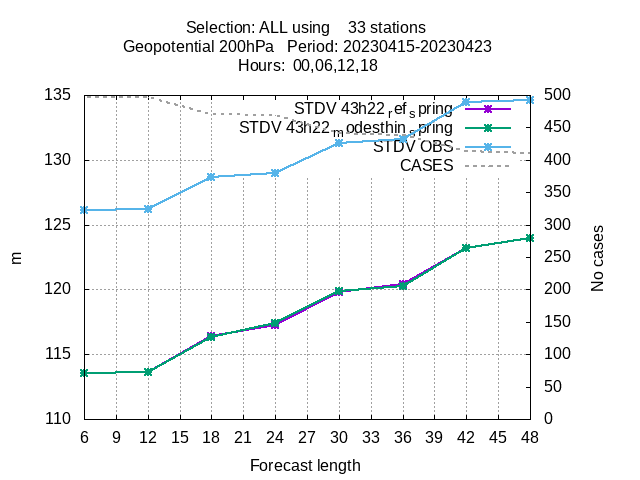 Selection: ALL using 33 stations
Geopotential 200hPa Period: 20230415-20230423
Hours: 00,06,12,18
STDV 43h22_ref_spring
STDV 43h22_modesthin_spring
STDV OBS
CASES
135
130
125
120
115
110
m
500
450
400
350
300
250
200
150
100
50
0
No cases
6 9 12 15 18 21 24 27 30 33 36 39 42 45 48
Forecast length